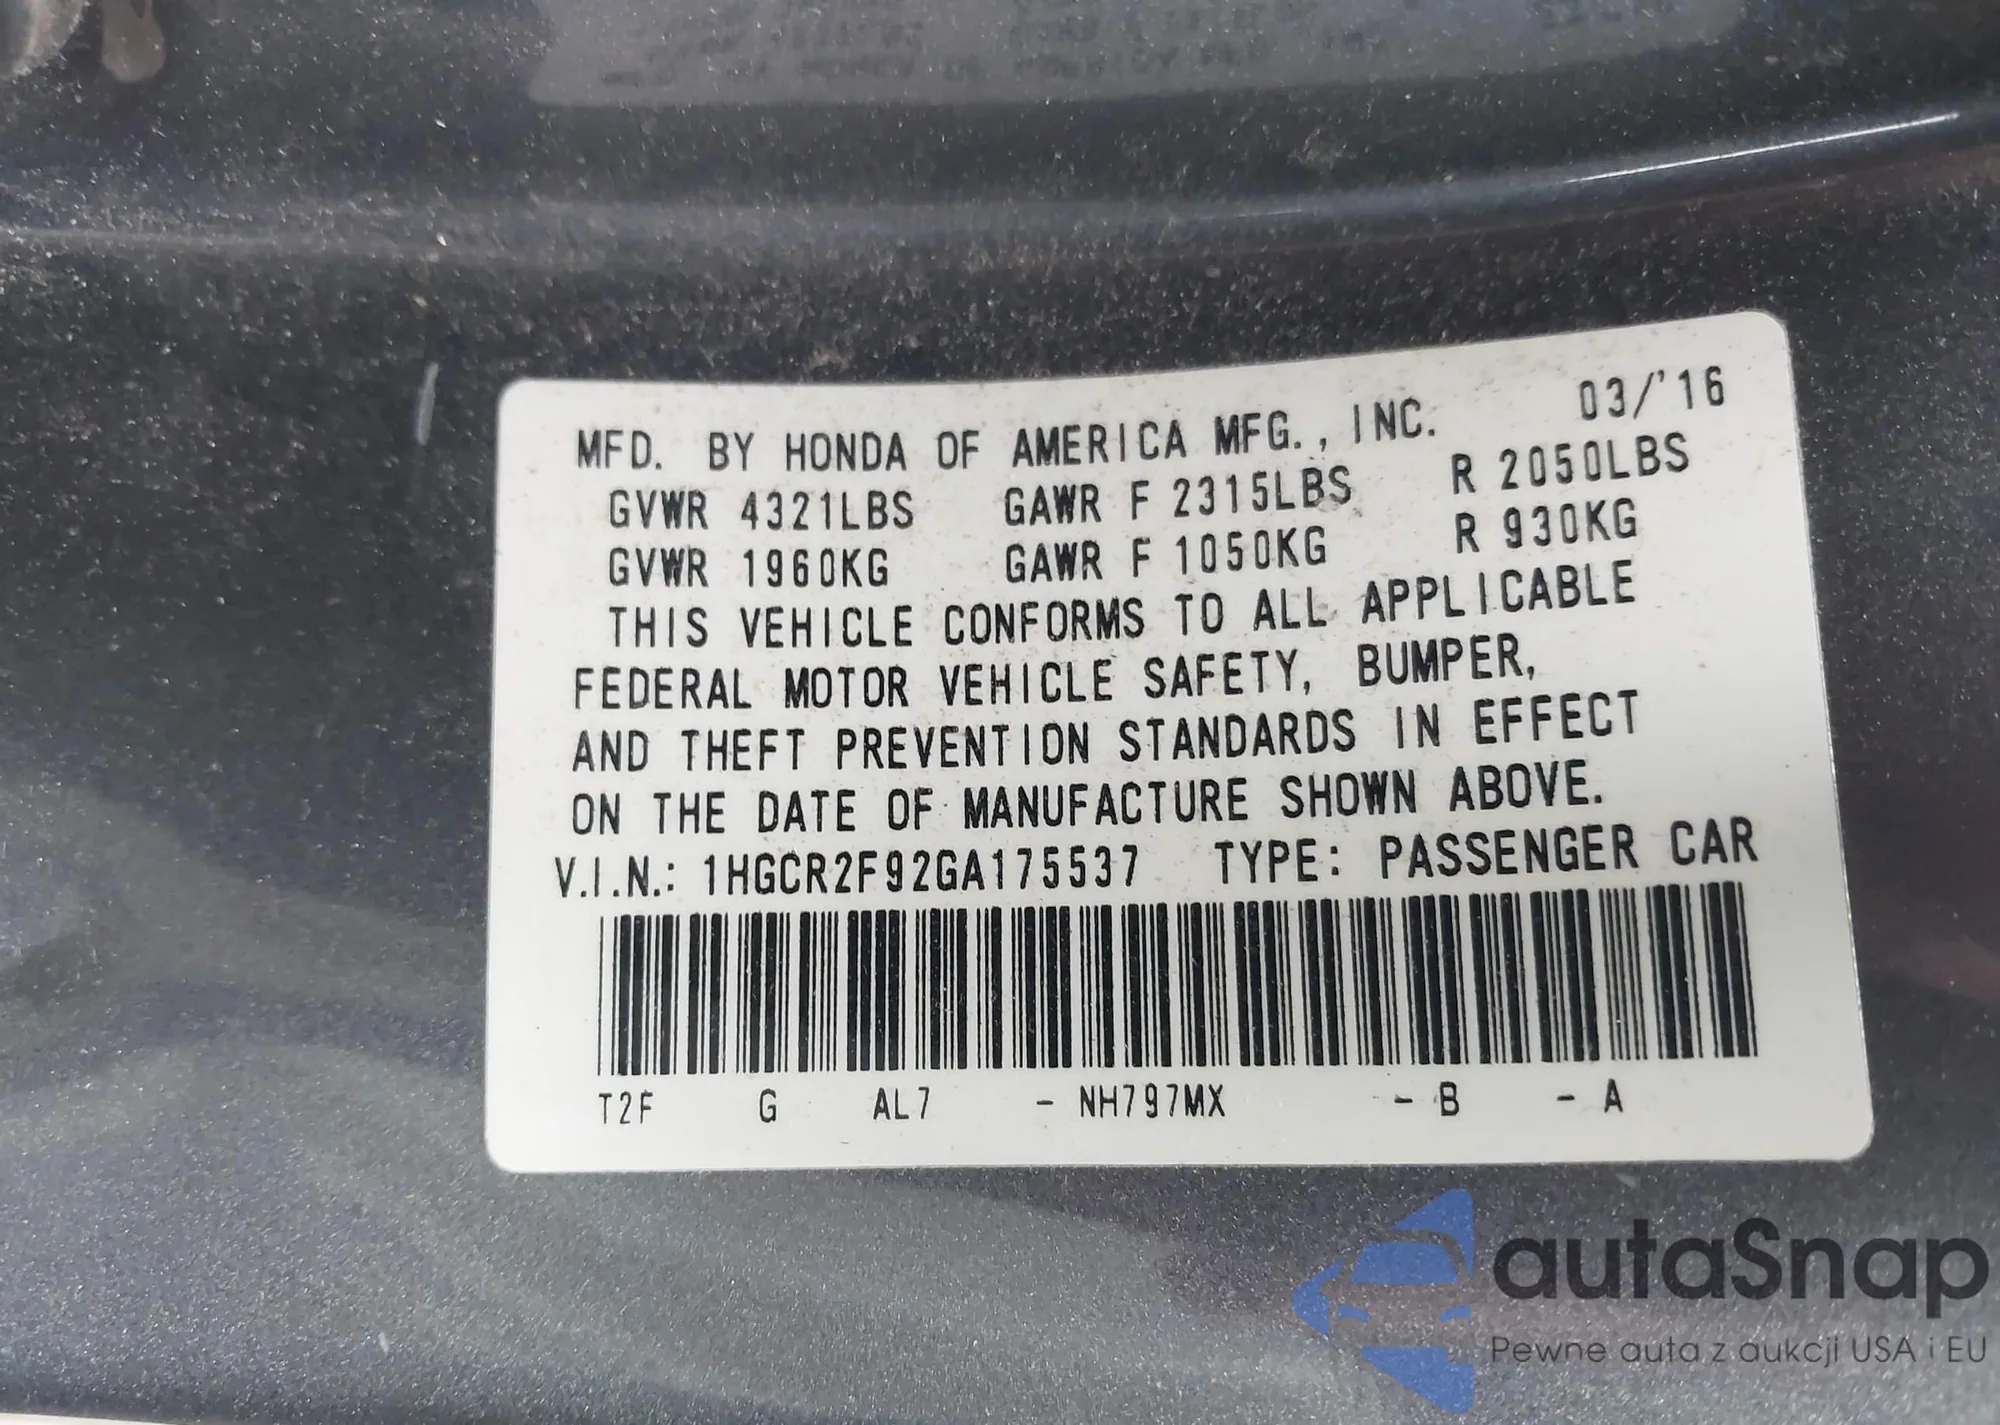 MFD. BY HONDA OF AMERICA MFG., INC. 03/'16
GVWR 4321LBS GAWR F 2315LBS R 2050LBS
GVWR 1960KG GAWR F 1050KG R 930KG
THIS VEHICLE CONFORMS TO ALL APPLICABLE
FEDERAL MOTOR VEHICLE SAFETY, BUMPER,
AND THEFT PREVENTION STANDARDS IN EFFECT
ON THE DATE OF MANUFACTURE SHOWN ABOVE.
V.I.N.: 1HGCR2F92GA175537 TYPE: PASSENGER CAR
T2F G AL7 - NH797MX - B - A
autaSnap
Pewne auta z aukcji USA i EU